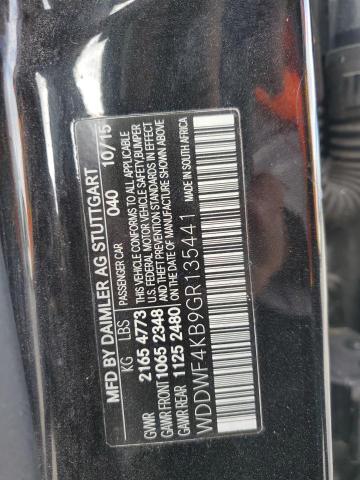 MFD BY DAIMLER AG STUTTGART
PASSENGER CAR 040 10/15
KG LBS
GVWR 2165 4773
GAWR FRONT 1065 2348
GAWR REAR 1125 2480
THIS VEHICLE CONFORMS TO ALL APPLICABLE
U.S. FEDERAL MOTOR VEHICLE SAFETY, BUMPER
AND THEFT PREVENTION STANDARDS IN EFFECT
ON THE DATE OF MANUFACTURE SHOWN ABOVE
MADE IN SOUTH AFRICA
WDDWF4KB9GR135441